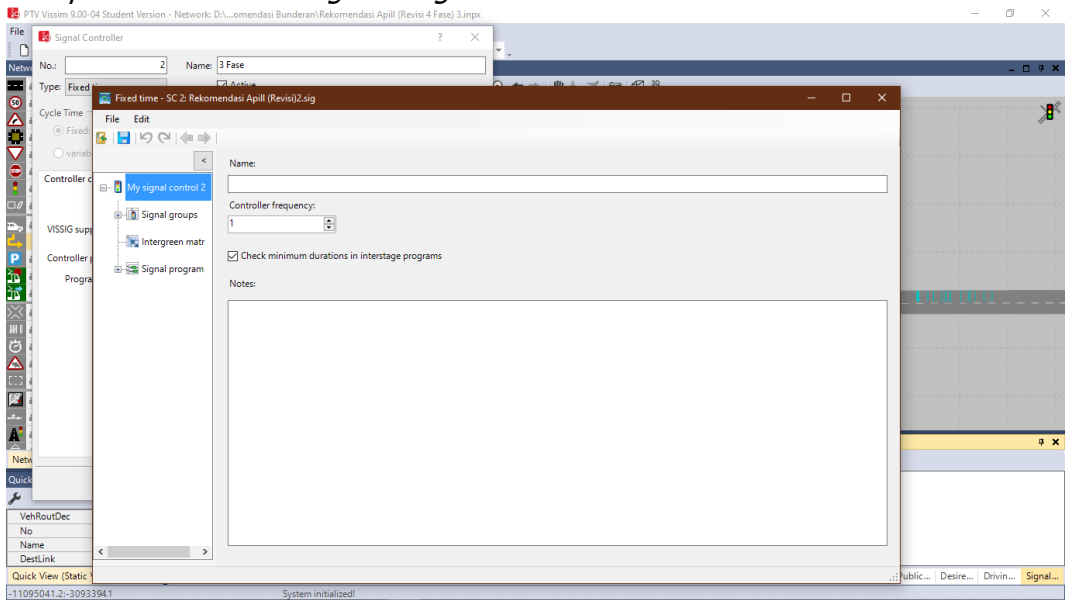 PTV Vissim 9.00-04 Student Version - Network: D:\...omendasi Bunderan\Rekomendasi Apill (Revisi 4 Fase) 3.inpx
File
Signal Controller
No.: 2 Name: 3 Fase
Type: Fixed
Active
Cycle Time
Fixed:
variab
Controller c
VISSIG supp
Controller p
Progra
Fixed time - SC 2: Rekomendasi Apill (Revisi)2.sig
File Edit
<
My signal control 2
Signal groups
Intergreen matr
Signal program
Name:
Controller frequency:
1
Check minimum durations in interstage programs
Notes:
Netw
Quick
VehRoutDec
No
Name
DestLink
Quick View (Static
Public... Desire... Drivin... Signal...
-11095041.2:-3093394.1 System initialized!